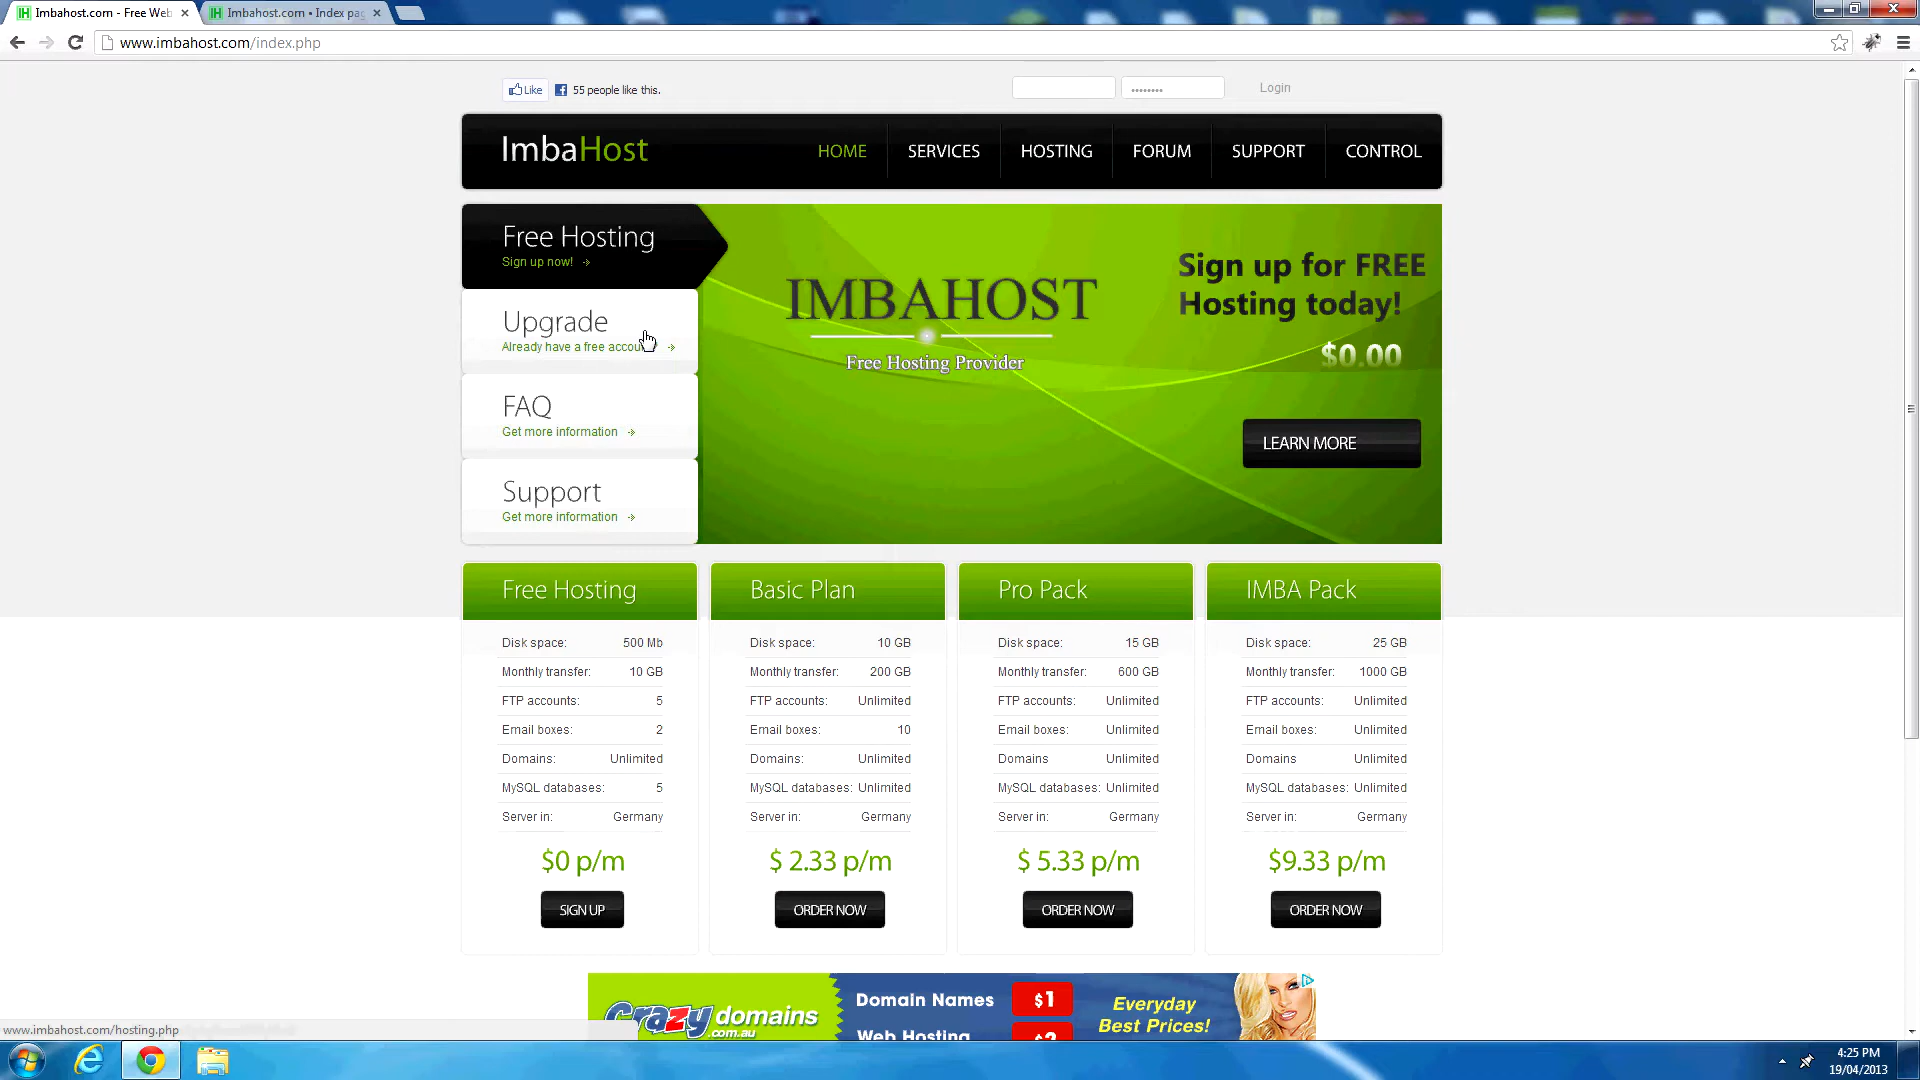 Imbahost.com - Free Web
Imbahost.com • Index pag
www.imbahost.com/index.php
Like
55 people like this.
........
Login
ImbaHost
HOME
SERVICES
HOSTING
FORUM
SUPPORT
CONTROL
Free Hosting
Sign up now!
Upgrade
Already have a free accou
FAQ
Get more information
Support
Get more information
IMBAHOST
Free Hosting Provider
Sign up for FREE
Hosting today!
$0.00
LEARN MORE
Free Hosting
Disk space: 500 Mb
Monthly transfer: 10 GB
FTP accounts: 5
Email boxes: 2
Domains: Unlimited
MySQL databases: 5
Server in: Germany
$0 p/m
SIGN UP
Basic Plan
Disk space: 10 GB
Monthly transfer: 200 GB
FTP accounts: Unlimited
Email boxes: 10
Domains: Unlimited
MySQL databases: Unlimited
Server in: Germany
$ 2.33 p/m
ORDER NOW
Pro Pack
Disk space: 15 GB
Monthly transfer: 600 GB
FTP accounts: Unlimited
Email boxes: Unlimited
Domains Unlimited
MySQL databases: Unlimited
Server in: Germany
$ 5.33 p/m
ORDER NOW
IMBA Pack
Disk space: 25 GB
Monthly transfer: 1000 GB
FTP accounts: Unlimited
Email boxes: Unlimited
Domains Unlimited
MySQL databases: Unlimited
Server in: Germany
$9.33 p/m
ORDER NOW
Crazy domains
.com.au
Domain Names $1
Web Hosting $2
Everyday
Best Prices!
www.imbahost.com/hosting.php
4:25 PM
19/04/2013